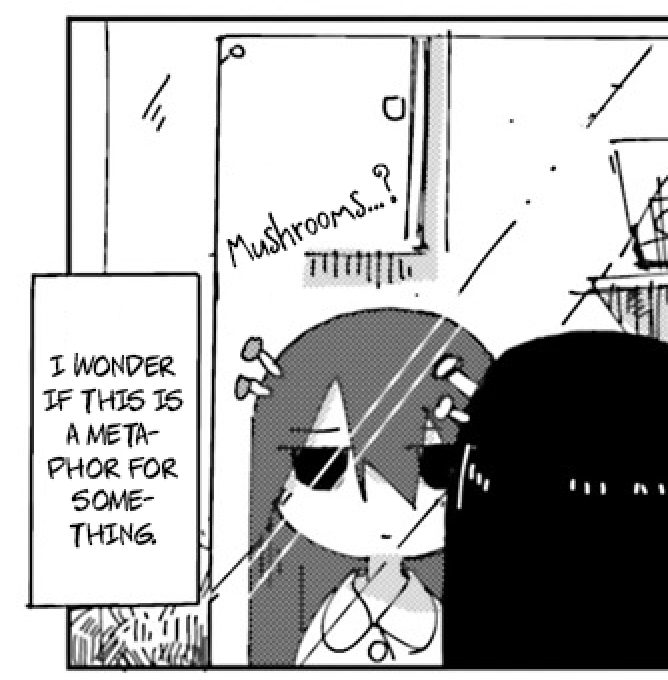 Mushrooms...?
I WONDER
IF THIS IS
A META-
PHOR FOR
SOME-
THING.